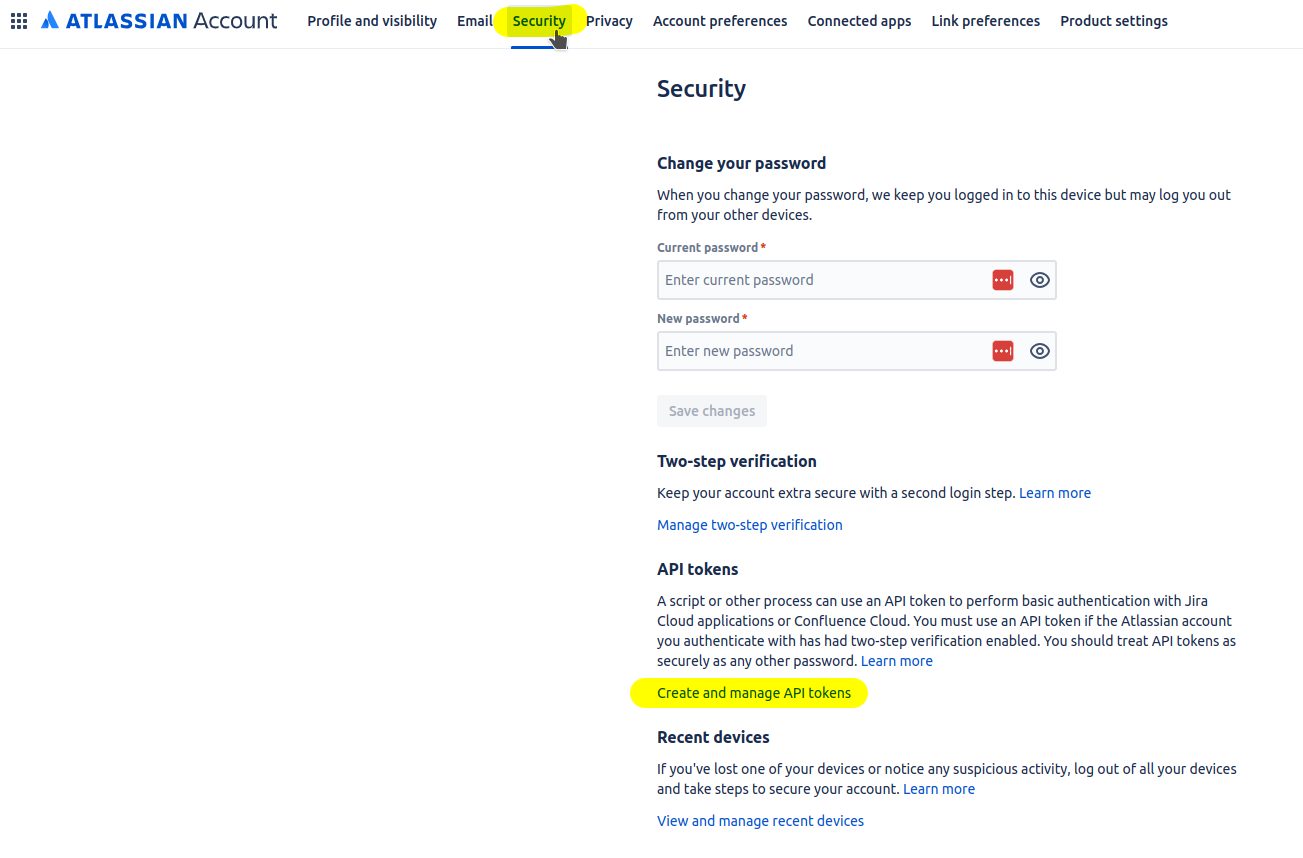 ATLASSIAN Account Profile and visibility Email Security Privacy Account preferences Connected apps Link preferences Product settings
Security
Change your password
When you change your password, we keep you logged in to this device but may log you out
from your other devices.
Current password *
Enter current password
New password *
Enter new password
Save changes
Two-step verification
Keep your account extra secure with a second login step. Learn more
Manage two-step verification
API tokens
A script or other process can use an API token to perform basic authentication with Jira
Cloud applications or Confluence Cloud. You must use an API token if the Atlassian account
you authenticate with has had two-step verification enabled. You should treat API tokens as
securely as any other password. Learn more
Create and manage API tokens
Recent devices
If you've lost one of your devices or notice any suspicious activity, log out of all your devices
and take steps to secure your account. Learn more
View and manage recent devices